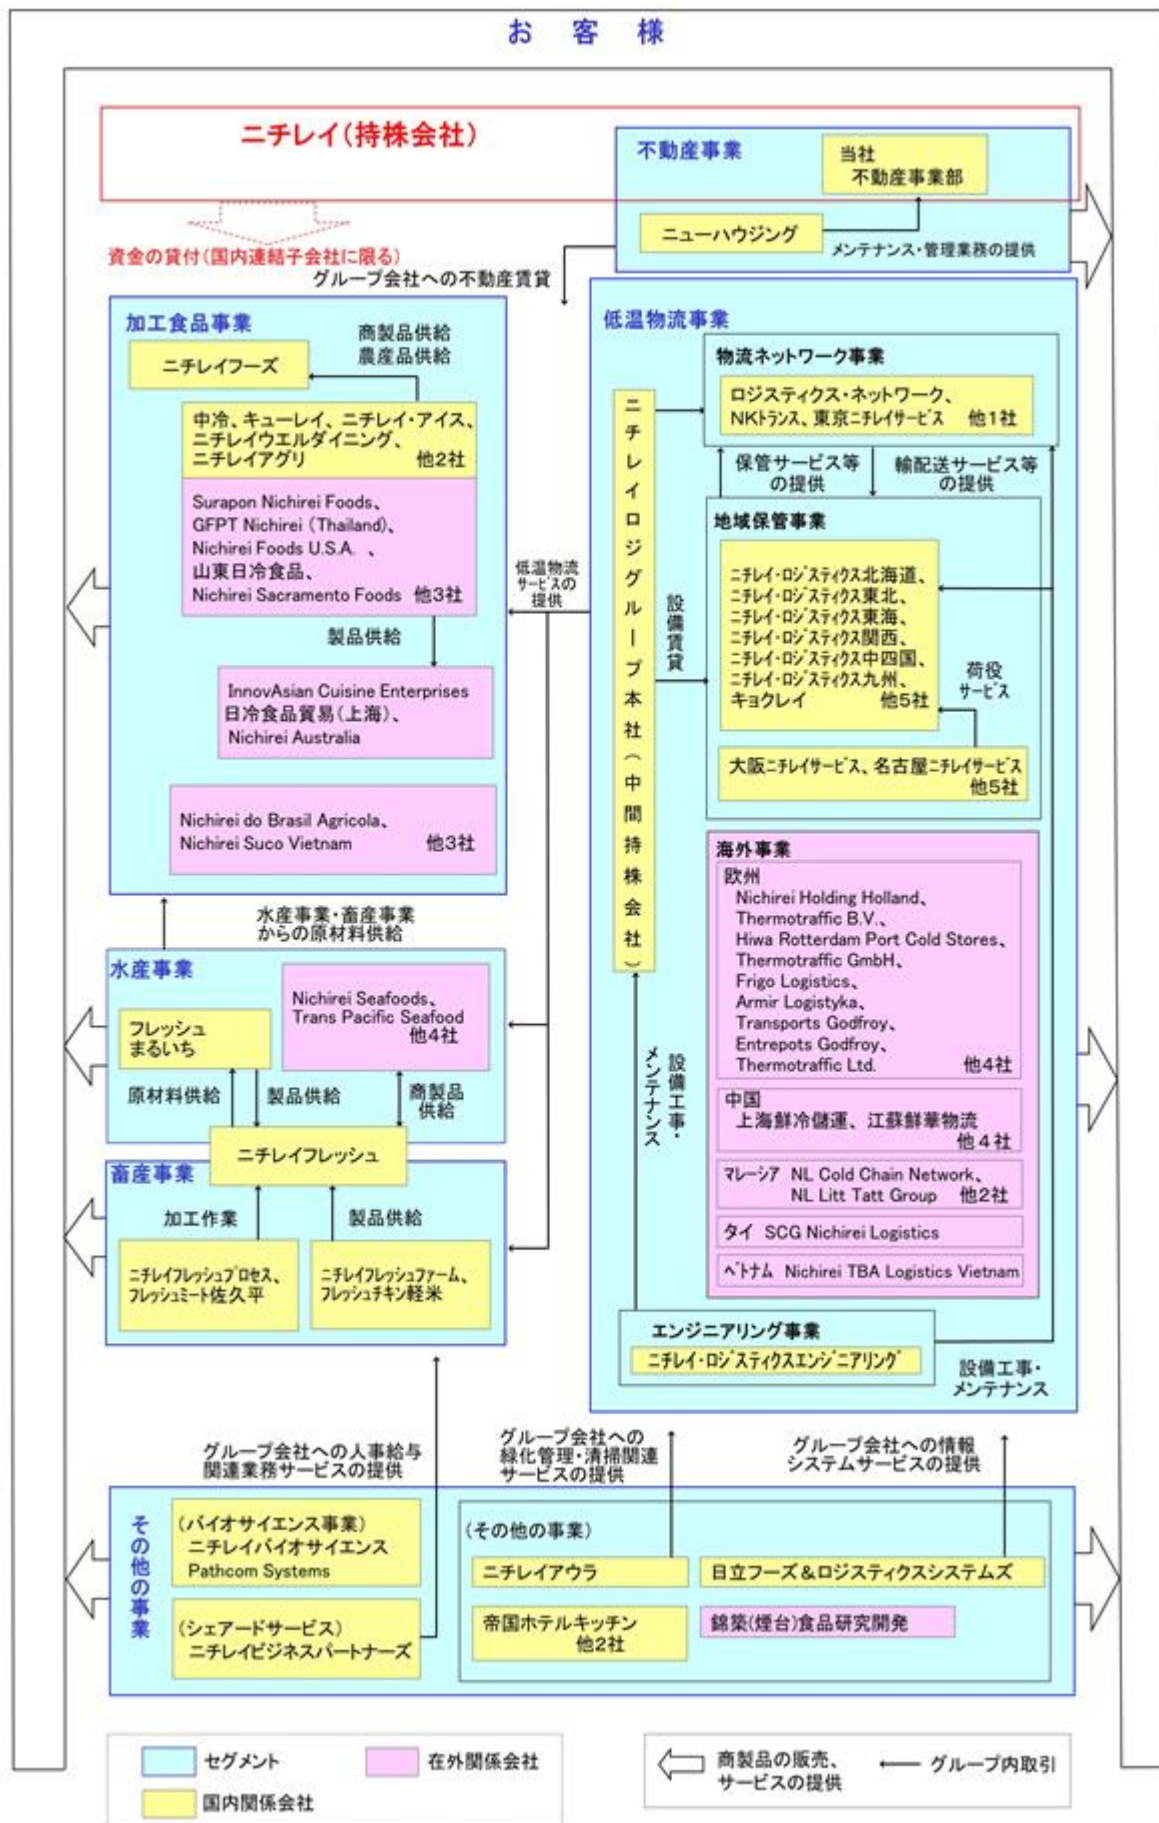 お客様
ニチレイ(持株会社)
不動産事業
当社
不動産事業部
ニューハウジング
メンテナンス・管理業務の提供
資金の貸付(国内連結子会社に限る)
グループ会社への不動産賃貸
加工食品事業
商製品供給
農産品供給
ニチレイフーズ
中冷、キューレイ、ニチレイ・アイス、
ニチレイウエルダイニング、
ニチレイアグリ 他2社
Surapon Nichirei Foods、
GFPT Nichirei (Thailand)、
Nichirei Foods U.S.A. 、
山東日冷食品、
Nichirei Sacramento Foods 他3社
製品供給
InnovAsian Cuisine Enterprises
日冷食品貿易(上海)、
Nichirei Australia
Nichirei do Brasil Agricola、
Nichirei Suco Vietnam 他3社
水産事業・畜産事業
からの原材料供給
低温物流
サービスの
提供
低温物流事業
ニチレイロジグループ本社(中間持株会社)
物流ネットワーク事業
ロジスティクス・ネットワーク、
NKトランス、東京ニチレイサービス 他1社
保管サービス等
の提供
輸配送サービス等
の提供
地域保管事業
ニチレイ・ロジスティクス北海道、
ニチレイ・ロジスティクス東北、
ニチレイ・ロジスティクス東海、
ニチレイ・ロジスティクス関西、
ニチレイ・ロジスティクス中四国、
ニチレイ・ロジスティクス九州、
キョクレイ 他5社
設備賃貸
荷役
サービス
大阪ニチレイサービス、名古屋ニチレイサービス
他5社
海外事業
欧州
Nichirei Holding Holland、
Thermotraffic B.V.、
Hiwa Rotterdam Port Cold Stores、
Thermotraffic GmbH、
Frigo Logistics、
Armir Logistyka、
Transports Godfroy、
Entrepots Godfroy、
Thermotraffic Ltd. 他4社
中国
上海鮮冷儲運、江蘇鮮華物流
他4社
マレーシア NL Cold Chain Network、
NL Litt Tatt Group 他2社
タイ SCG Nichirei Logistics
ベトナム Nichirei TBA Logistics Vietnam
設備工事・
メンテナンス
エンジニアリング事業
ニチレイ・ロジスティクスエンジニアリング
設備工事・
メンテナンス
水産事業
フレッシュ
まるいち
Nichirei Seafoods、
Trans Pacific Seafood
他4社
原材料供給
製品供給
商製品
供給
ニチレイフレッシュ
畜産事業
加工作業
製品供給
ニチレイフレッシュプロセス、
フレッシュミート佐久平
ニチレイフレッシュファーム、
フレッシュチキン軽米
グループ会社への人事給与
関連業務サービスの提供
グループ会社への
緑化管理・清掃関連
サービスの提供
グループ会社への情報
システムサービスの提供
その他の事業
(バイオサイエンス事業)
ニチレイバイオサイエンス
Pathcom Systems
(シェアードサービス)
ニチレイビジネスパートナーズ
(その他の事業)
ニチレイアウラ
日立フーズ&ロジスティクスシステムズ
帝国ホテルキッチン
他2社
錦築(煙台)食品研究開発
セグメント
在外関係会社
国内関係会社
商製品の販売、
サービスの提供
グループ内取引